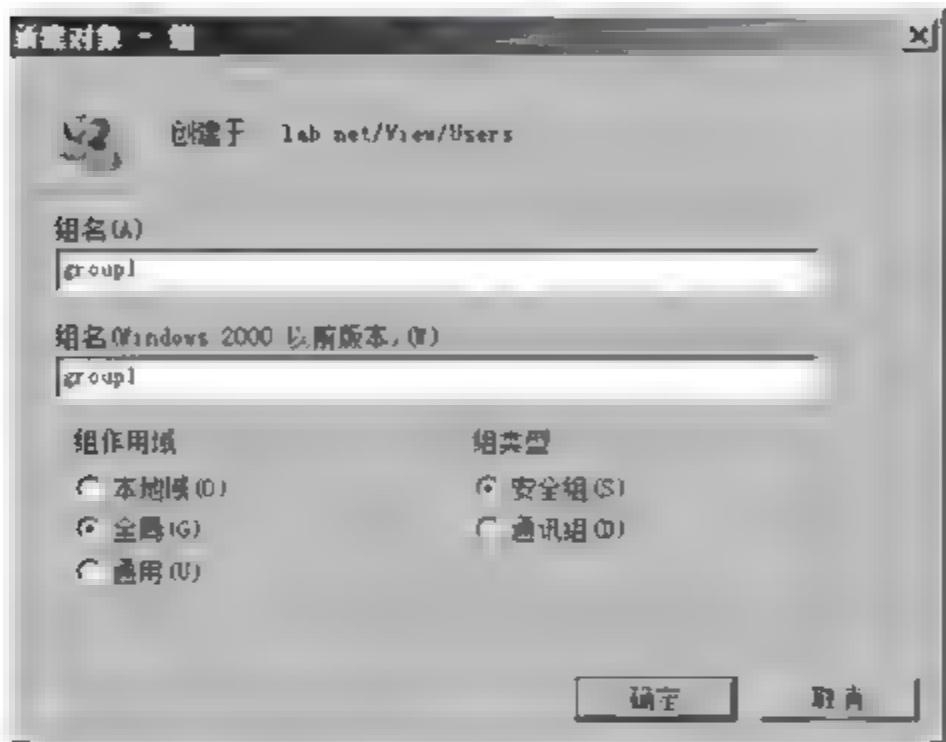 新建对象 - 组
创建于 lab net/View/Users
组名(A)
group1
组名(Windows 2000 以前版本)(W)
group1
组作用域 组类型
本地域(O) 安全组(S)
全局(G) 通讯组(D)
通用(U)
确定 取消